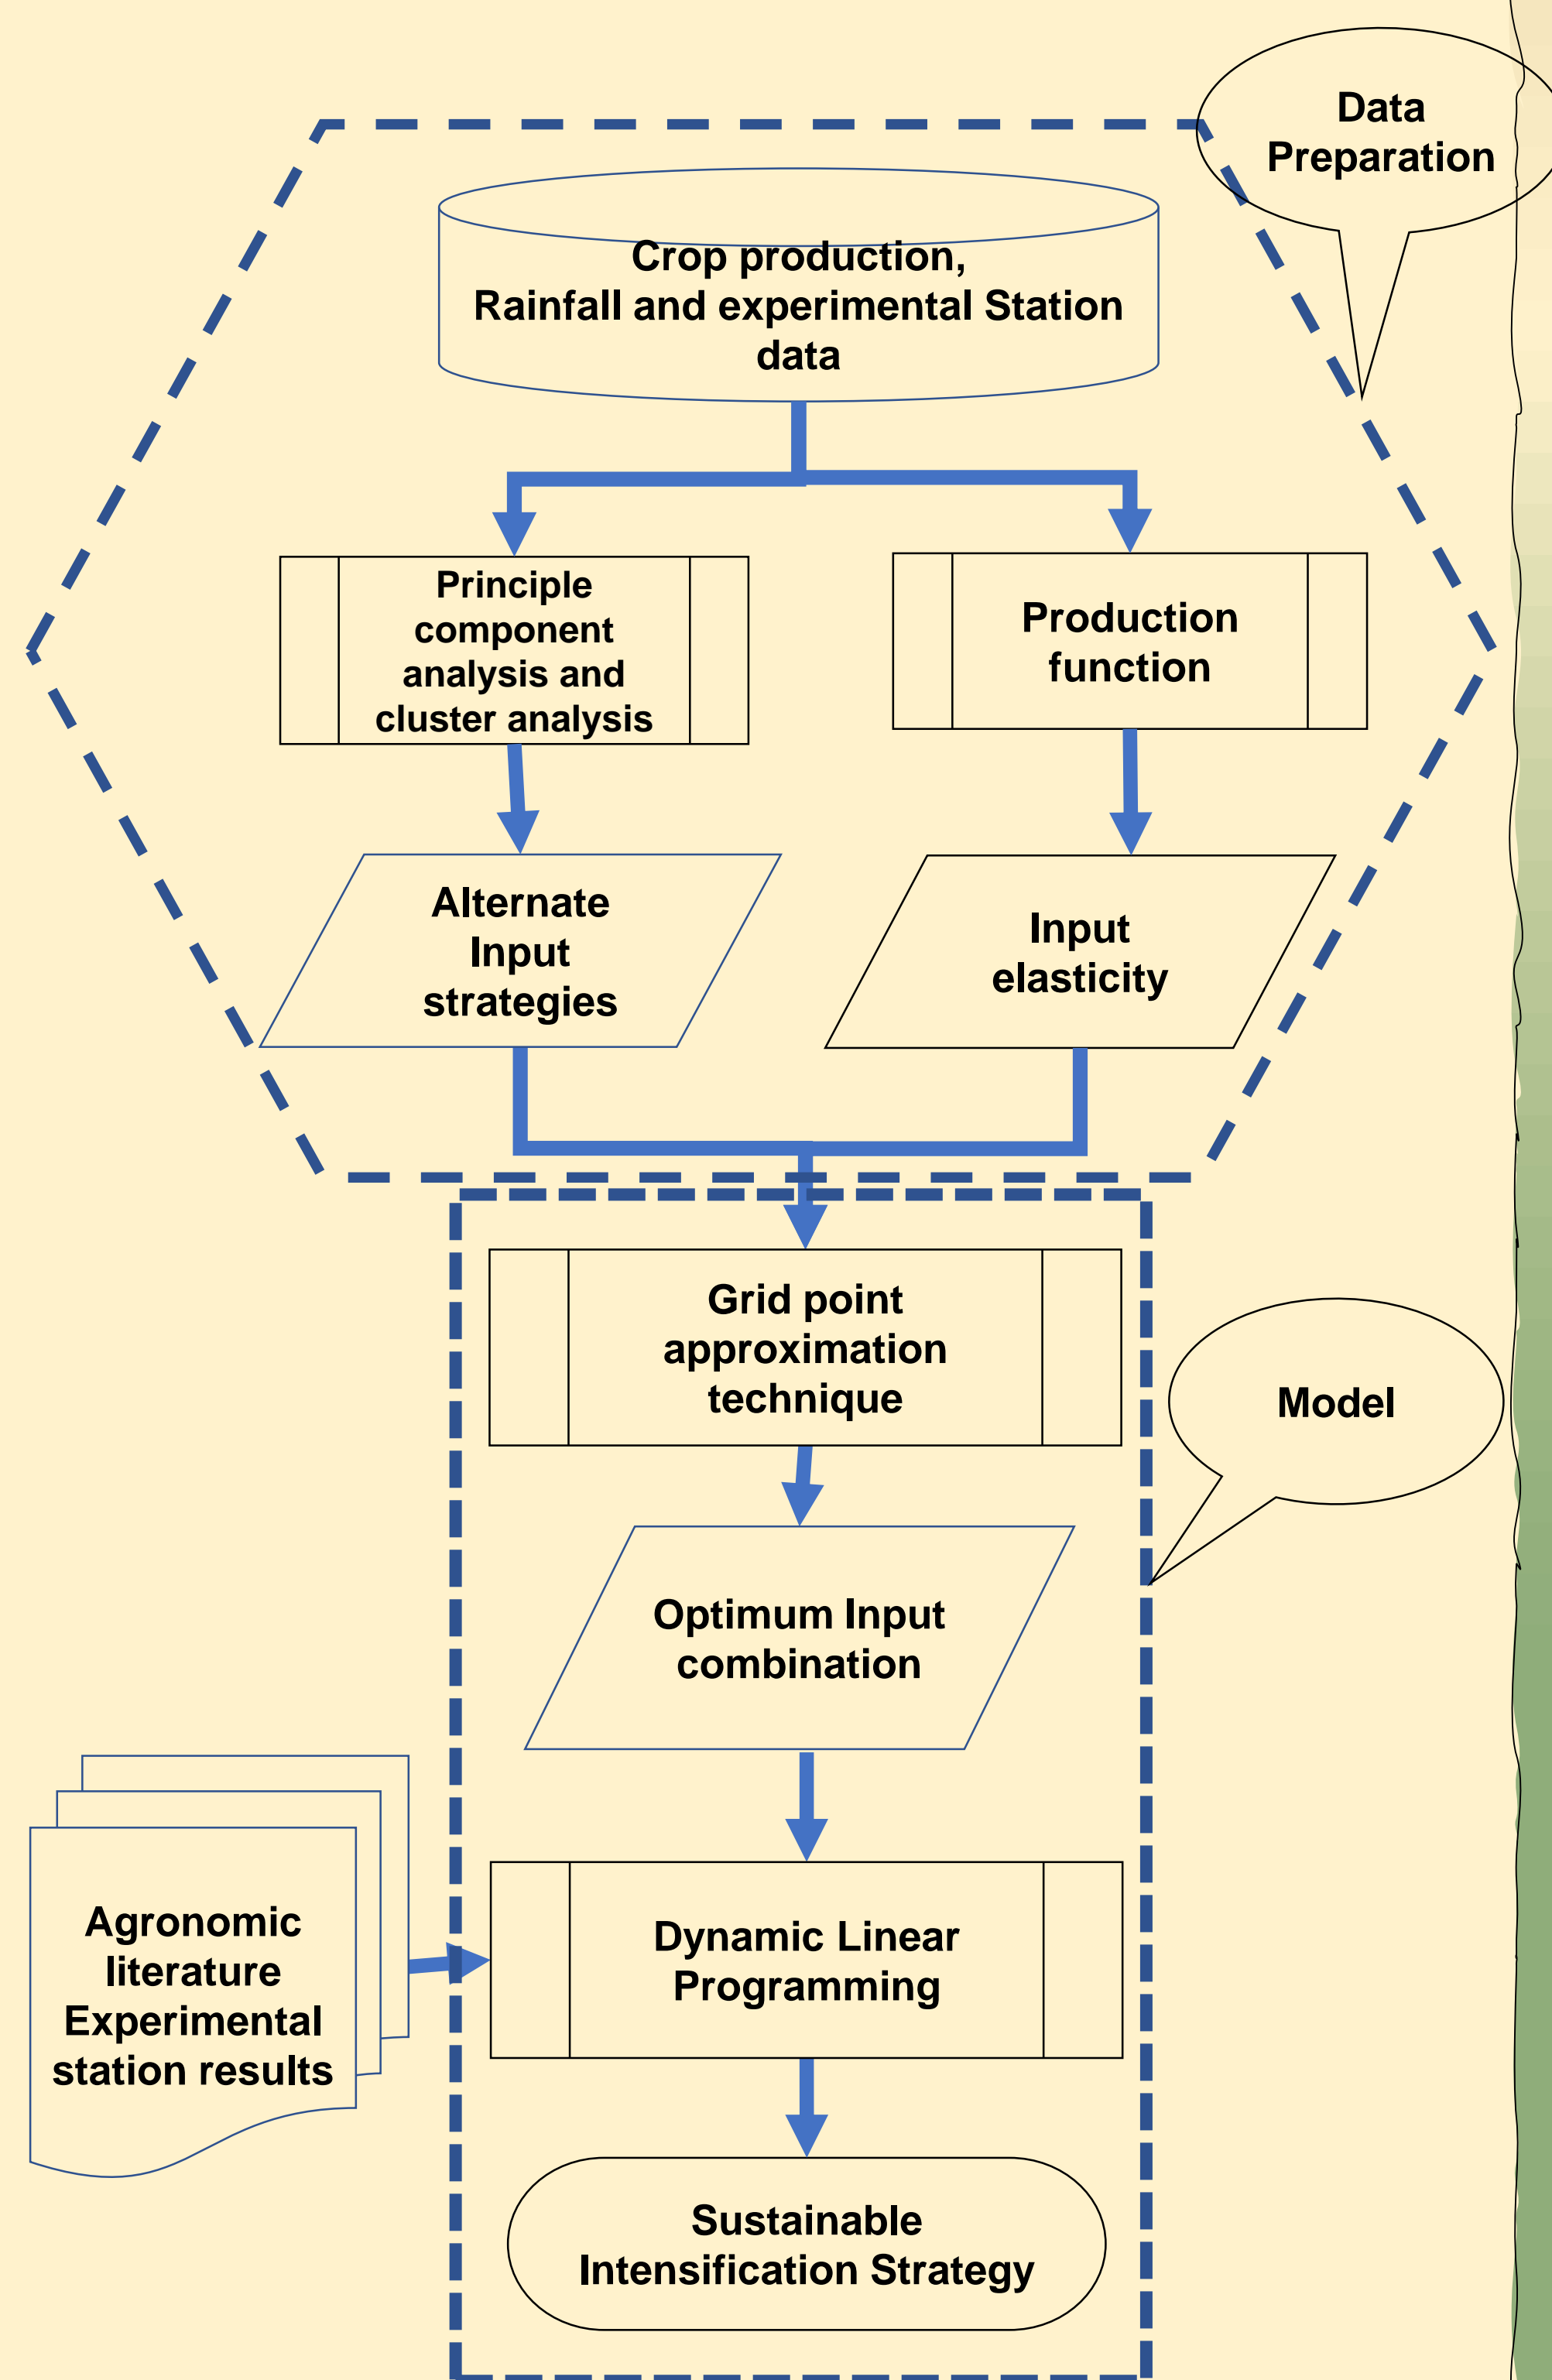 Data
Preparation
Crop production,
Rainfall and experimental Station
data
Principle
component
analysis and
cluster analysis
Production
function
Alternate
Input
strategies
Input
elasticity
Grid point
approximation
technique
Model
Optimum Input
combination
Agronomic
literature
Experimental
station results
Dynamic Linear
Programming
Sustainable
Intensification Strategy